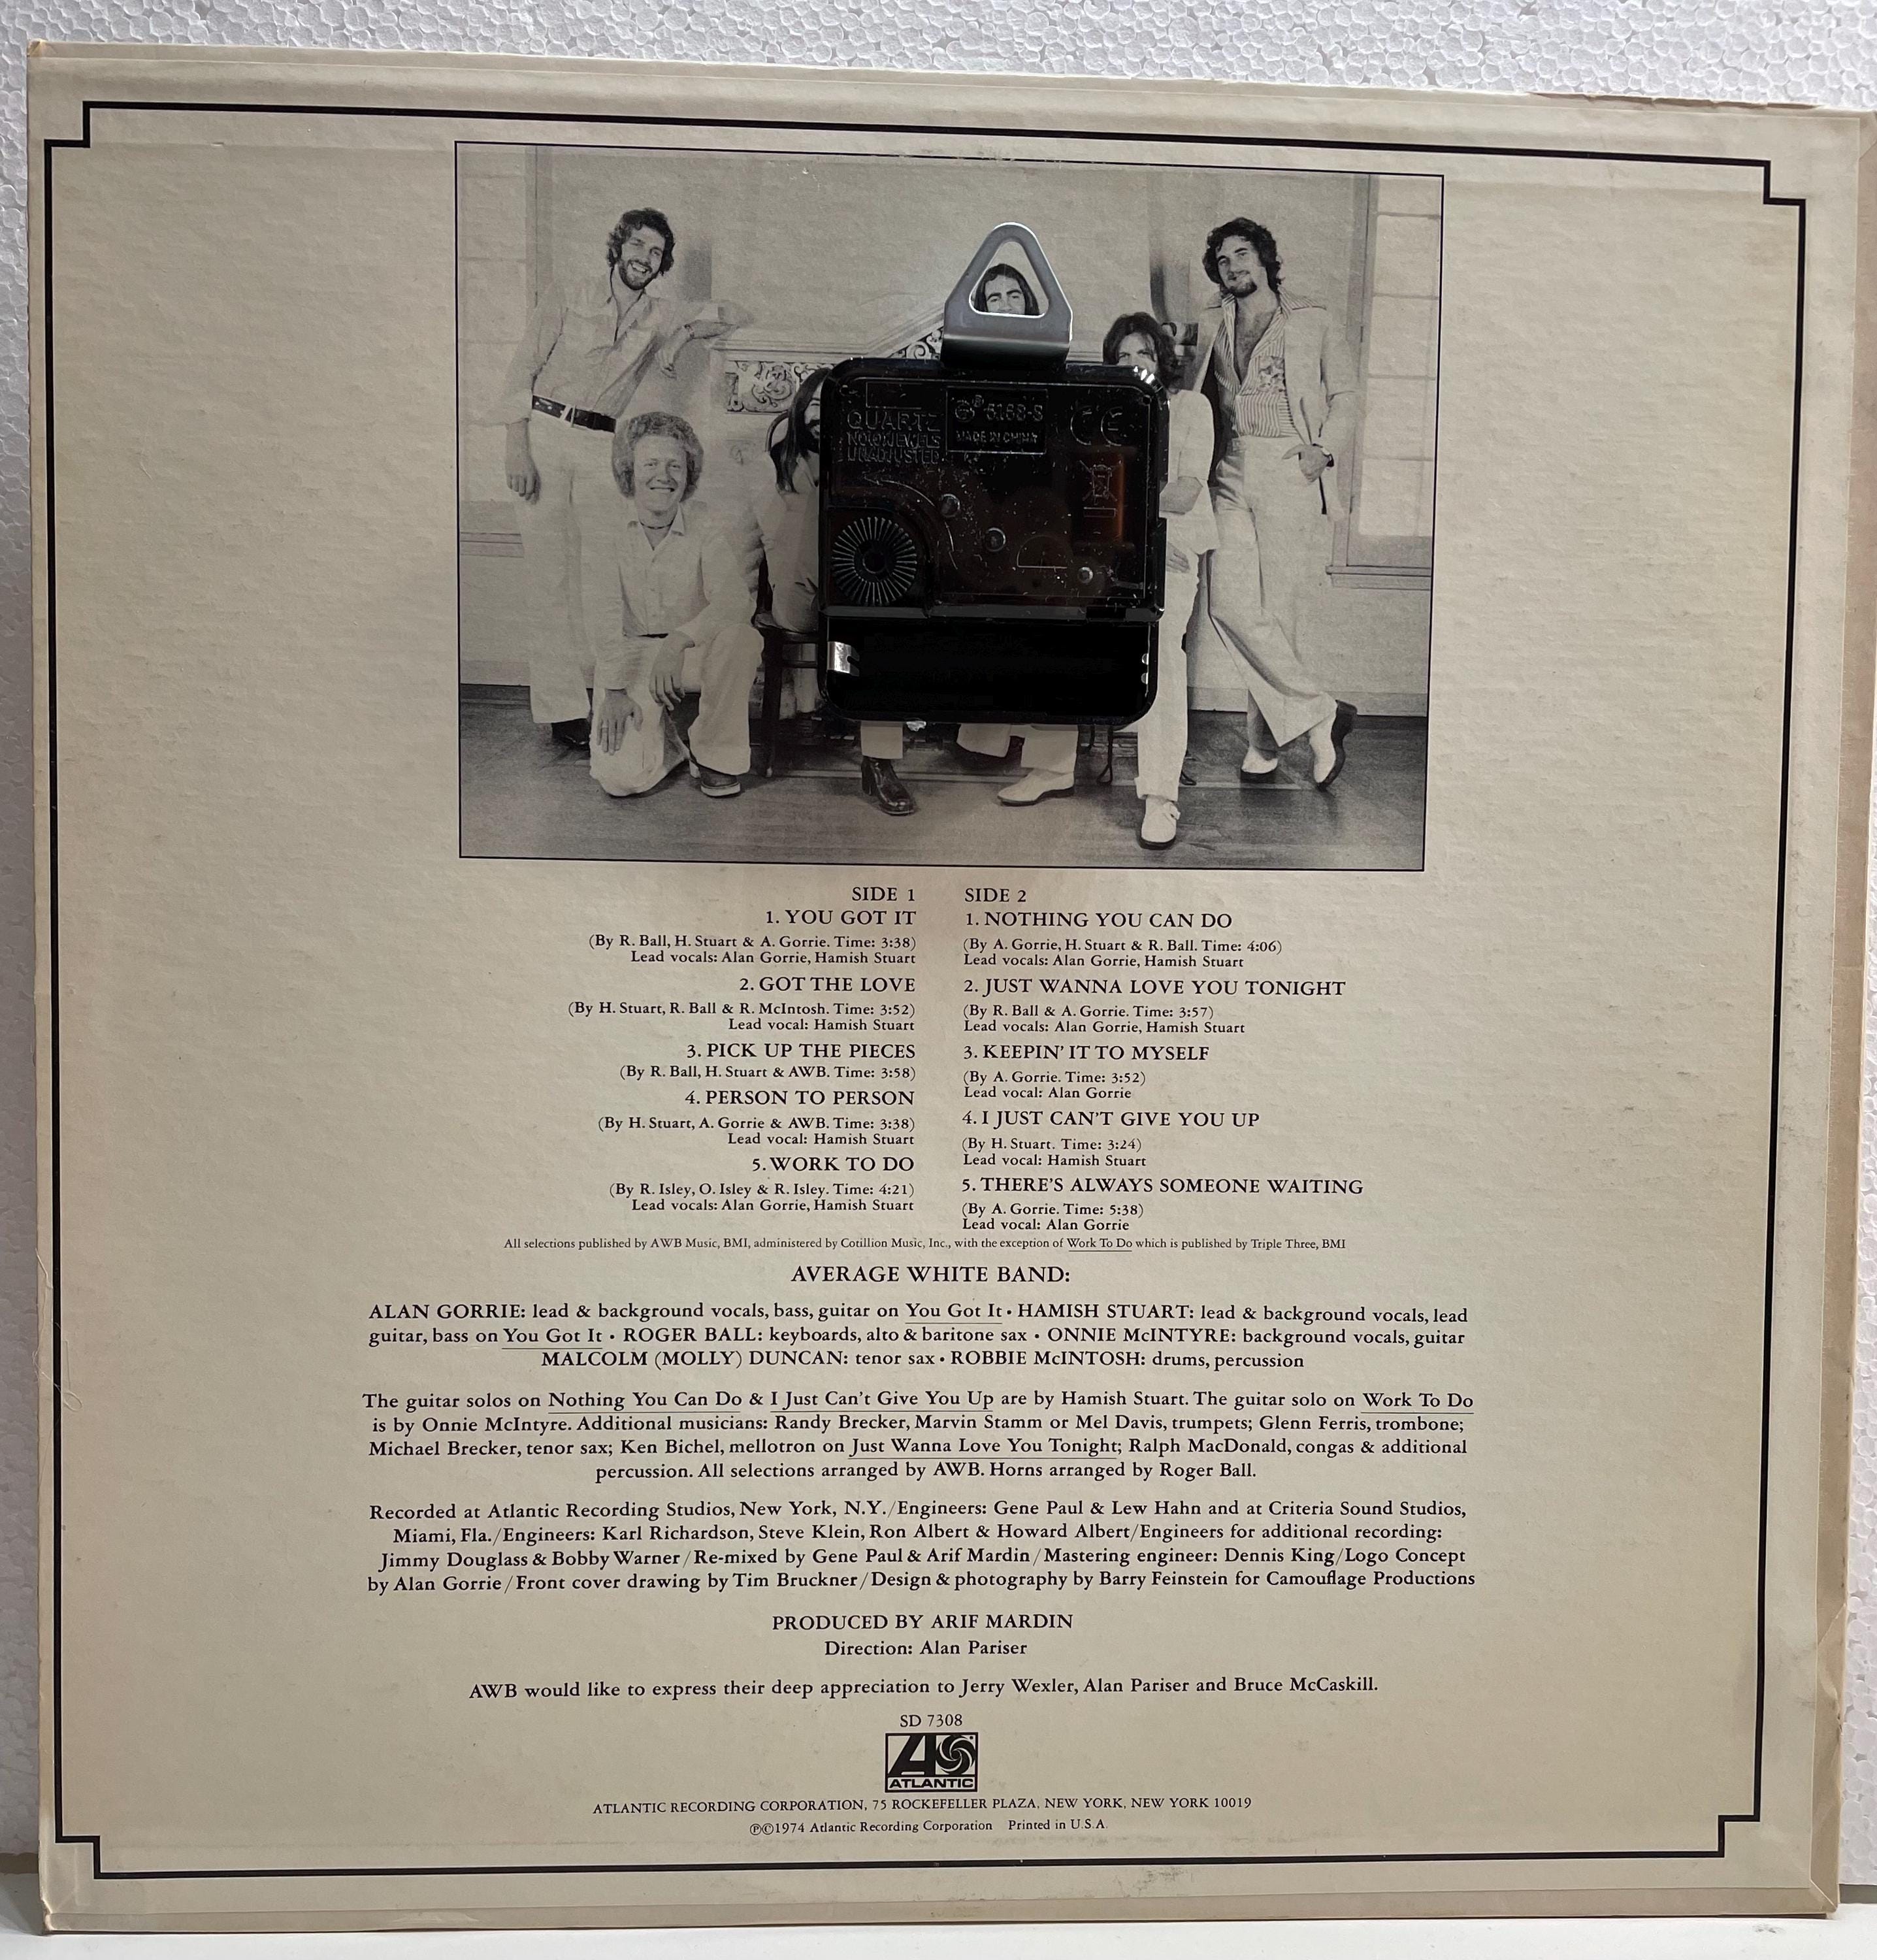 QUARTZ
NO(0)JEWELS
UNADJUSTED
6168-S
MADE IN CHINA
CE
SIDE 1
1. YOU GOT IT
(By R. Ball, H. Stuart & A. Gorrie. Time: 3:38)
Lead vocals: Alan Gorrie, Hamish Stuart
2. GOT THE LOVE
(By H. Stuart, R. Ball & R. McIntosh. Time: 3:52)
Lead vocal: Hamish Stuart
3. PICK UP THE PIECES
(By R. Ball, H. Stuart & AWB. Time: 3:58)
4. PERSON TO PERSON
(By H. Stuart, A. Gorrie & AWB. Time: 3:38)
Lead vocal: Hamish Stuart
5. WORK TO DO
(By R. Isley, O. Isley & R. Isley. Time: 4:21)
Lead vocals: Alan Gorrie, Hamish Stuart
SIDE 2
1. NOTHING YOU CAN DO
(By A. Gorrie, H. Stuart & R. Ball. Time: 4:06)
Lead vocals: Alan Gorrie, Hamish Stuart
2. JUST WANNA LOVE YOU TONIGHT
(By R. Ball & A. Gorrie. Time: 3:57)
Lead vocals: Alan Gorrie, Hamish Stuart
3. KEEPIN' IT TO MYSELF
(By A. Gorrie. Time: 3:52)
Lead vocal: Alan Gorrie
4. I JUST CAN'T GIVE YOU UP
(By H. Stuart. Time: 3:24)
Lead vocal: Hamish Stuart
5. THERE'S ALWAYS SOMEONE WAITING
(By A. Gorrie. Time: 5:38)
Lead vocal: Alan Gorrie
All selections published by AWB Music, BMI, administered by Cotillion Music, Inc., with the exception of Work To Do which is published by Triple Three, BMI
AVERAGE WHITE BAND:
ALAN GORRIE: lead & background vocals, bass, guitar on You Got It • HAMISH STUART: lead & background vocals, lead
guitar, bass on You Got It • ROGER BALL: keyboards, alto & baritone sax • ONNIE McINTYRE: background vocals, guitar
MALCOLM (MOLLY) DUNCAN: tenor sax • ROBBIE McINTOSH: drums, percussion
The guitar solos on Nothing You Can Do & I Just Can't Give You Up are by Hamish Stuart. The guitar solo on Work To Do
is by Onnie McIntyre. Additional musicians: Randy Brecker, Marvin Stamm or Mel Davis, trumpets; Glenn Ferris, trombone;
Michael Brecker, tenor sax; Ken Bichel, mellotron on Just Wanna Love You Tonight; Ralph MacDonald, congas & additional
percussion. All selections arranged by AWB. Horns arranged by Roger Ball.
Recorded at Atlantic Recording Studios, New York, N.Y./Engineers: Gene Paul & Lew Hahn and at Criteria Sound Studios,
Miami, Fla./Engineers: Karl Richardson, Steve Klein, Ron Albert & Howard Albert/Engineers for additional recording:
Jimmy Douglass & Bobby Warner/Re-mixed by Gene Paul & Arif Mardin/Mastering engineer: Dennis King/Logo Concept
by Alan Gorrie/Front cover drawing by Tim Bruckner/Design & photography by Barry Feinstein for Camouflage Productions
PRODUCED BY ARIF MARDIN
Direction: Alan Pariser
AWB would like to express their deep appreciation to Jerry Wexler, Alan Pariser and Bruce McCaskill.
SD 7308
ATLANTIC
ATLANTIC RECORDING CORPORATION, 75 ROCKEFELLER PLAZA, NEW YORK, NEW YORK 10019
℗©1974 Atlantic Recording Corporation Printed in U.S.A.